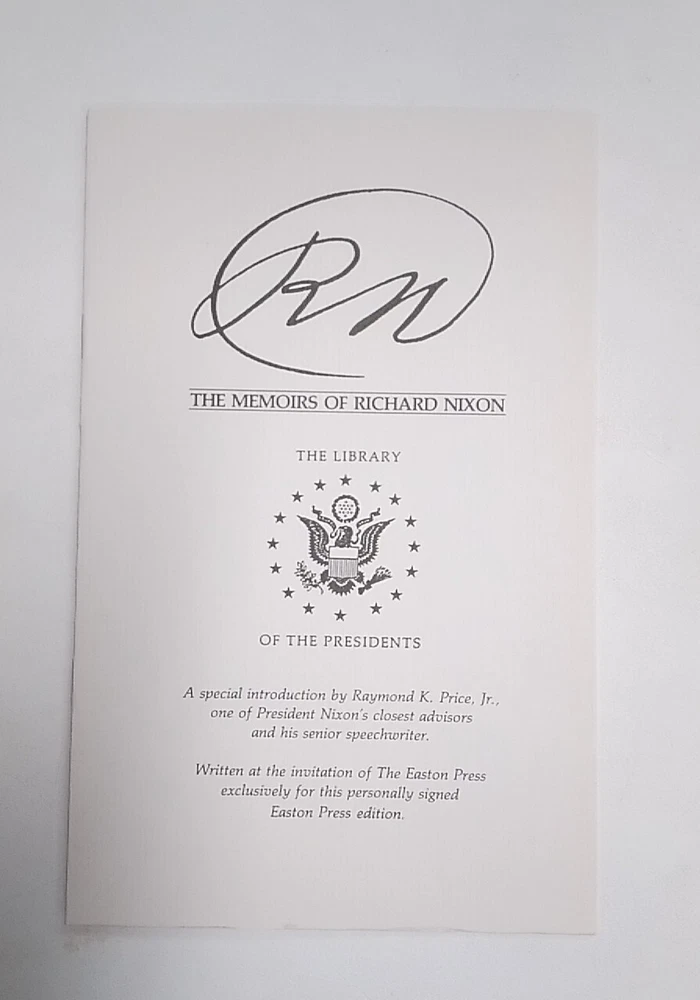 RN
THE MEMOIRS OF RICHARD NIXON
THE LIBRARY
OF THE PRESIDENTS
A special introduction by Raymond K. Price, Jr.,
one of President Nixon's closest advisors
and his senior speechwriter.
Written at the invitation of The Easton Press
exclusively for this personally signed
Easton Press edition.